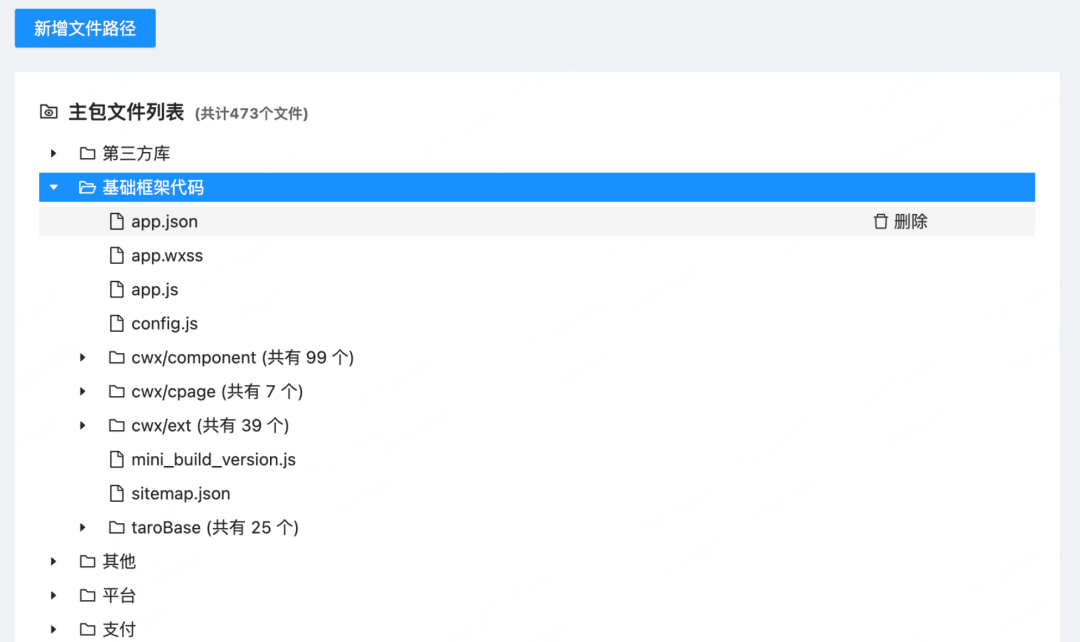 新增文件路径
主包文件列表 (共计473个文件)
第三方库
基础框架代码
app.json 删除
app.wxss
app.js
config.js
cwx/component (共有 99 个)
cwx/cpage (共有 7 个)
cwx/ext (共有 39 个)
mini_build_version.js
sitemap.json
taroBase (共有 25 个)
其他
平台
支付